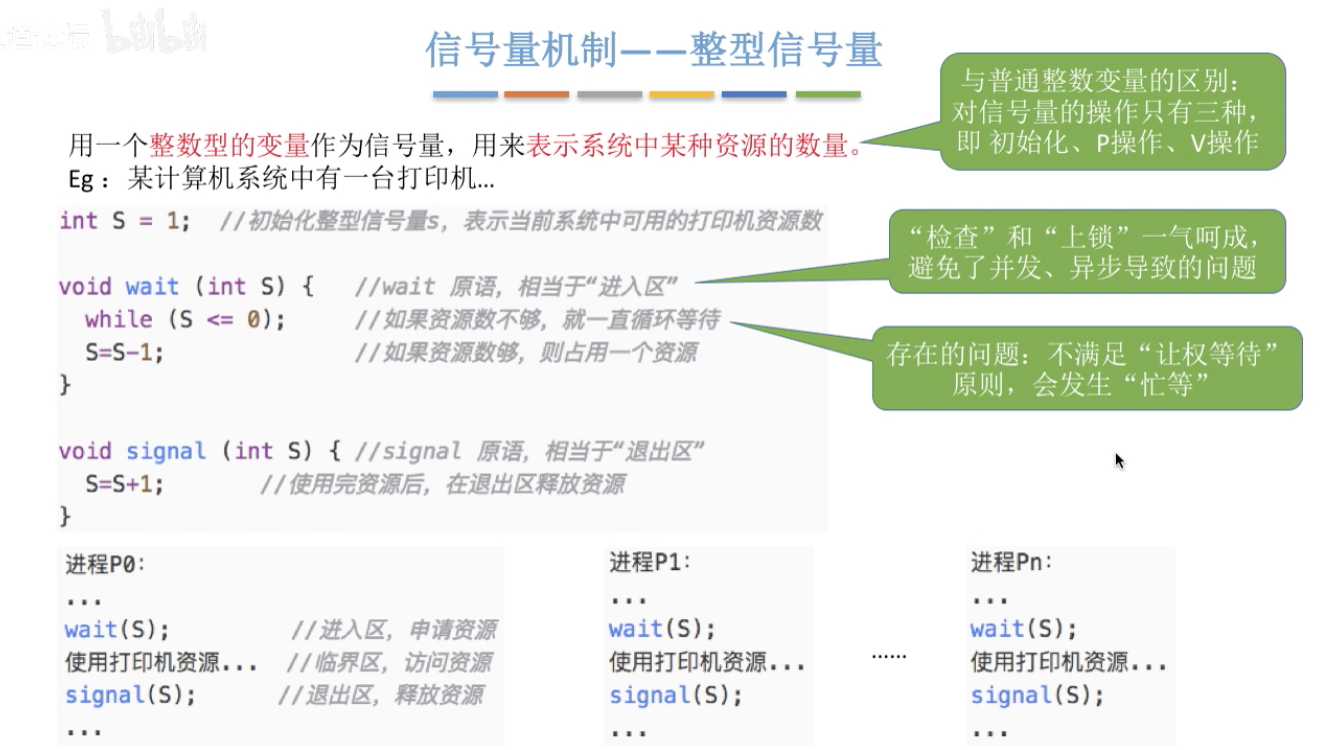 bilibili
信号量机制——整型信号量
与普通整数变量的区别：
对信号量的操作只有三种，
即 初始化、P操作、V操作
用一个整数型的变量作为信号量，用来表示系统中某种资源的数量。
Eg：某计算机系统中有一台打印机...
int S = 1;  //初始化整型信号量s，表示当前系统中可用的打印机资源数
“检查”和“上锁”一气呵成，
避免了并发、异步导致的问题
void wait (int S) {   //wait 原语，相当于“进入区”
  while (S <= 0);     //如果资源数不够，就一直循环等待
  S=S-1;              //如果资源数够，则占用一个资源
}
存在的问题：不满足“让权等待”
原则，会发生“忙等”
void signal (int S) { //signal 原语，相当于“退出区”
  S=S+1;       //使用完资源后，在退出区释放资源
}
进程P0：
...
wait(S);         //进入区，申请资源
使用打印机资源...  //临界区，访问资源
signal(S);      //退出区，释放资源
...
进程P1：
...
wait(S);
使用打印机资源...
signal(S);
...
......
进程Pn：
...
wait(S);
使用打印机资源...
signal(S);
...